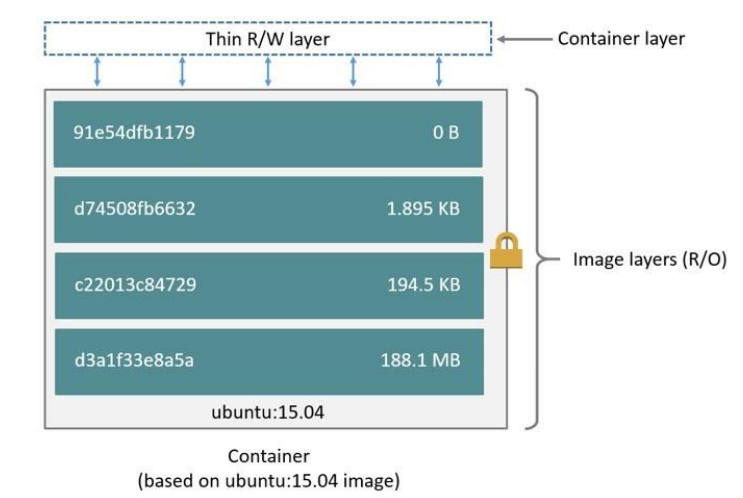 Thin R/W layer
Container layer
91e54dfb1179 0 B
d74508fb6632 1.895 KB
c22013c84729 194.5 KB
d3a1f33e8a5a 188.1 MB
Image layers (R/O)
ubuntu:15.04
Container
(based on ubuntu:15.04 image)